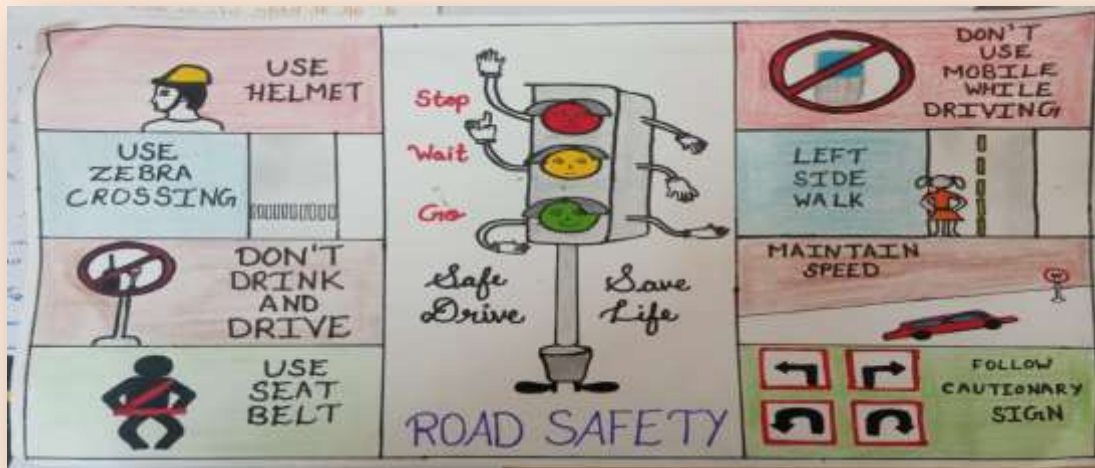 USE
HELMET
USE
ZEBRA
CROSSING
DON'T
DRINK
AND
DRIVE
USE
SEAT
BELT
Stop
Wait
Go
Safe
Drive
Save
Life
ROAD SAFETY
DON'T
USE
MOBILE
WHILE
DRIVING
LEFT
SIDE
WALK
MAINTAIN
SPEED
FOLLOW
CAUTIONARY
SIGN